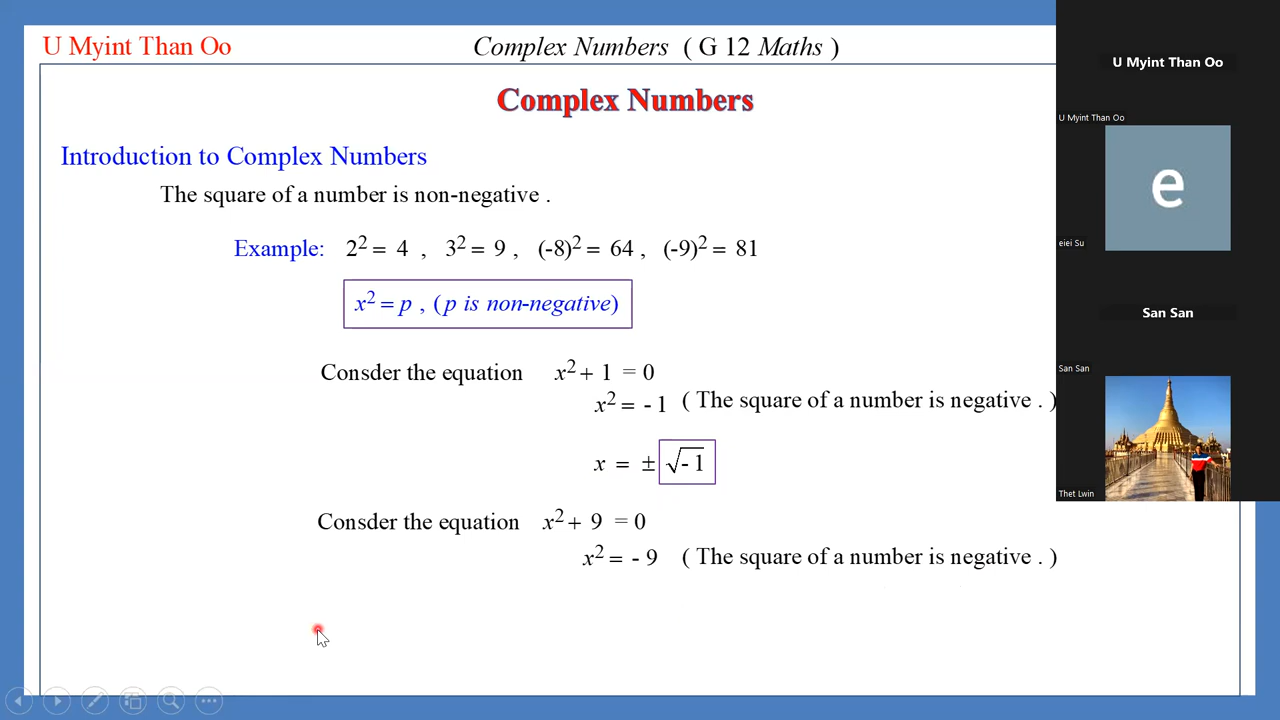 U Myint Than Oo
Complex Numbers ( G 12 Maths )
Complex Numbers
Introduction to Complex Numbers
The square of a number is non-negative .
Example: 2² = 4 , 3² = 9 , (-8)² = 64 , (-9)² = 81
x² = p , ( p is non-negative)
Consder the equation x² + 1 = 0
x² = - 1 ( The square of a number is negative . )
x = ± √-1
Consder the equation x² + 9 = 0
x² = - 9 ( The square of a number is negative . )
U Myint Than Oo
U Myint Than Oo
e
eiei Su
San San
San San
Thet Lwin